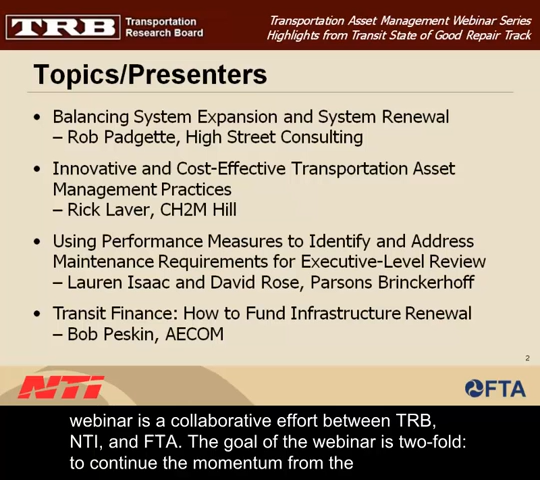 TRB
Transportation
Research Board
Transportation Asset Management Webinar Series
Highlights from Transit State of Good Repair Track
Topics/Presenters
• Balancing System Expansion and System Renewal
– Rob Padgette, High Street Consulting
• Innovative and Cost-Effective Transportation Asset
Management Practices
– Rick Laver, CH2M Hill
• Using Performance Measures to Identify and Address
Maintenance Requirements for Executive-Level Review
– Lauren Isaac and David Rose, Parsons Brinckerhoff
• Transit Finance: How to Fund Infrastructure Renewal
– Bob Peskin, AECOM
2
NTI
FTA
webinar is a collaborative effort between TRB,
NTI, and FTA. The goal of the webinar is two-fold:
to continue the momentum from the